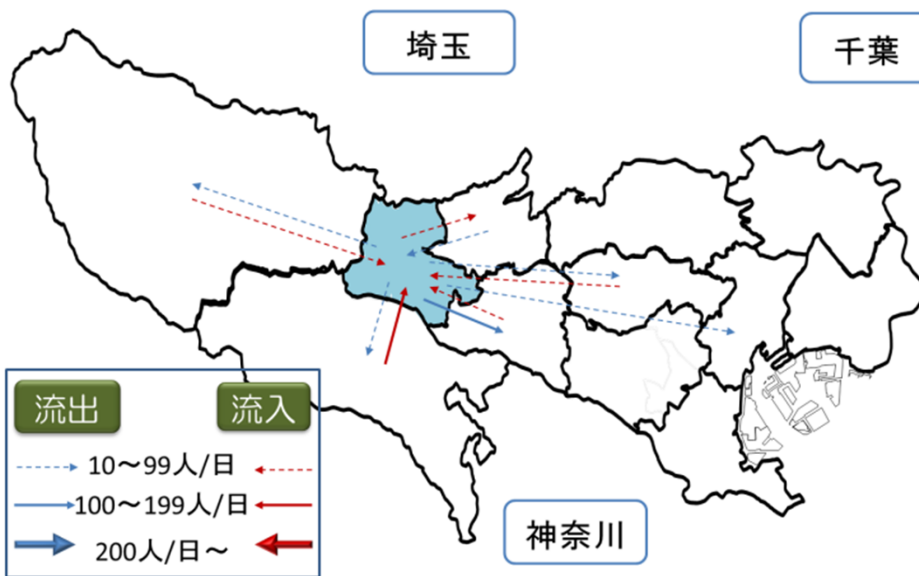 埼玉
千葉
流出
流入
10～99人/日
100～199人/日
200人/日～
神奈川